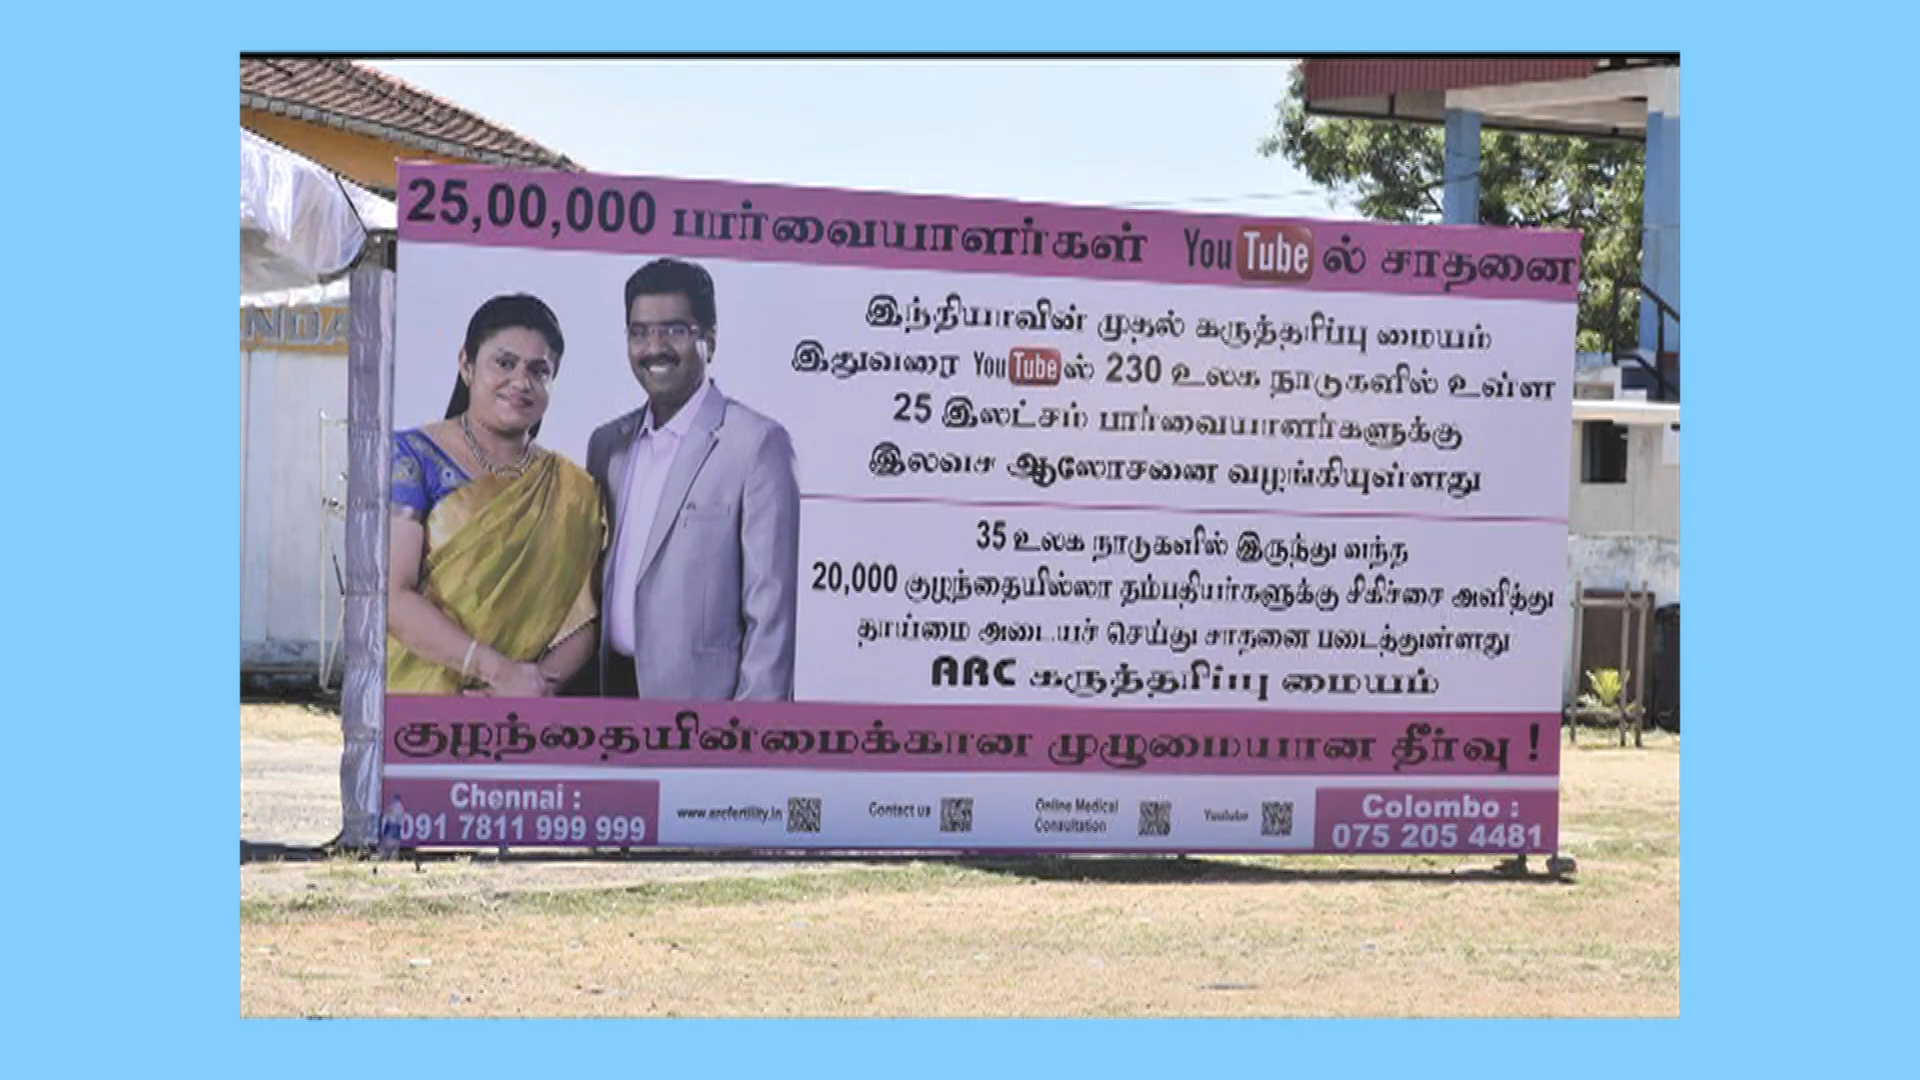 25,00,000 பார்வையாளர்கள் YouTube ல் சாதனை
இந்தியாவின் முதல் கருத்தரிப்பு மையம்
இதுவரை YouTube ல் 230 உலக நாடுகளில் உள்ள
25 இலட்சம் பார்வையாளர்களுக்கு
இலவச ஆலோசனை வழங்கியுள்ளது
35 உலக நாடுகளில் இருந்து வந்த
20,000 குழந்தையில்லா தம்பதியர்களுக்கு சிகிச்சை அளித்து
தாய்மை அடையச் செய்து சாதனை படைத்துள்ளது
ARC கருத்தரிப்பு மையம்
குழந்தையின்மைக்கான முழுமையான தீர்வு !
Chennai :
091 7811 999 999
www.arcfertility.in
Contact us
Online Medical
Consultation
Youtube
Colombo :
075 205 4481